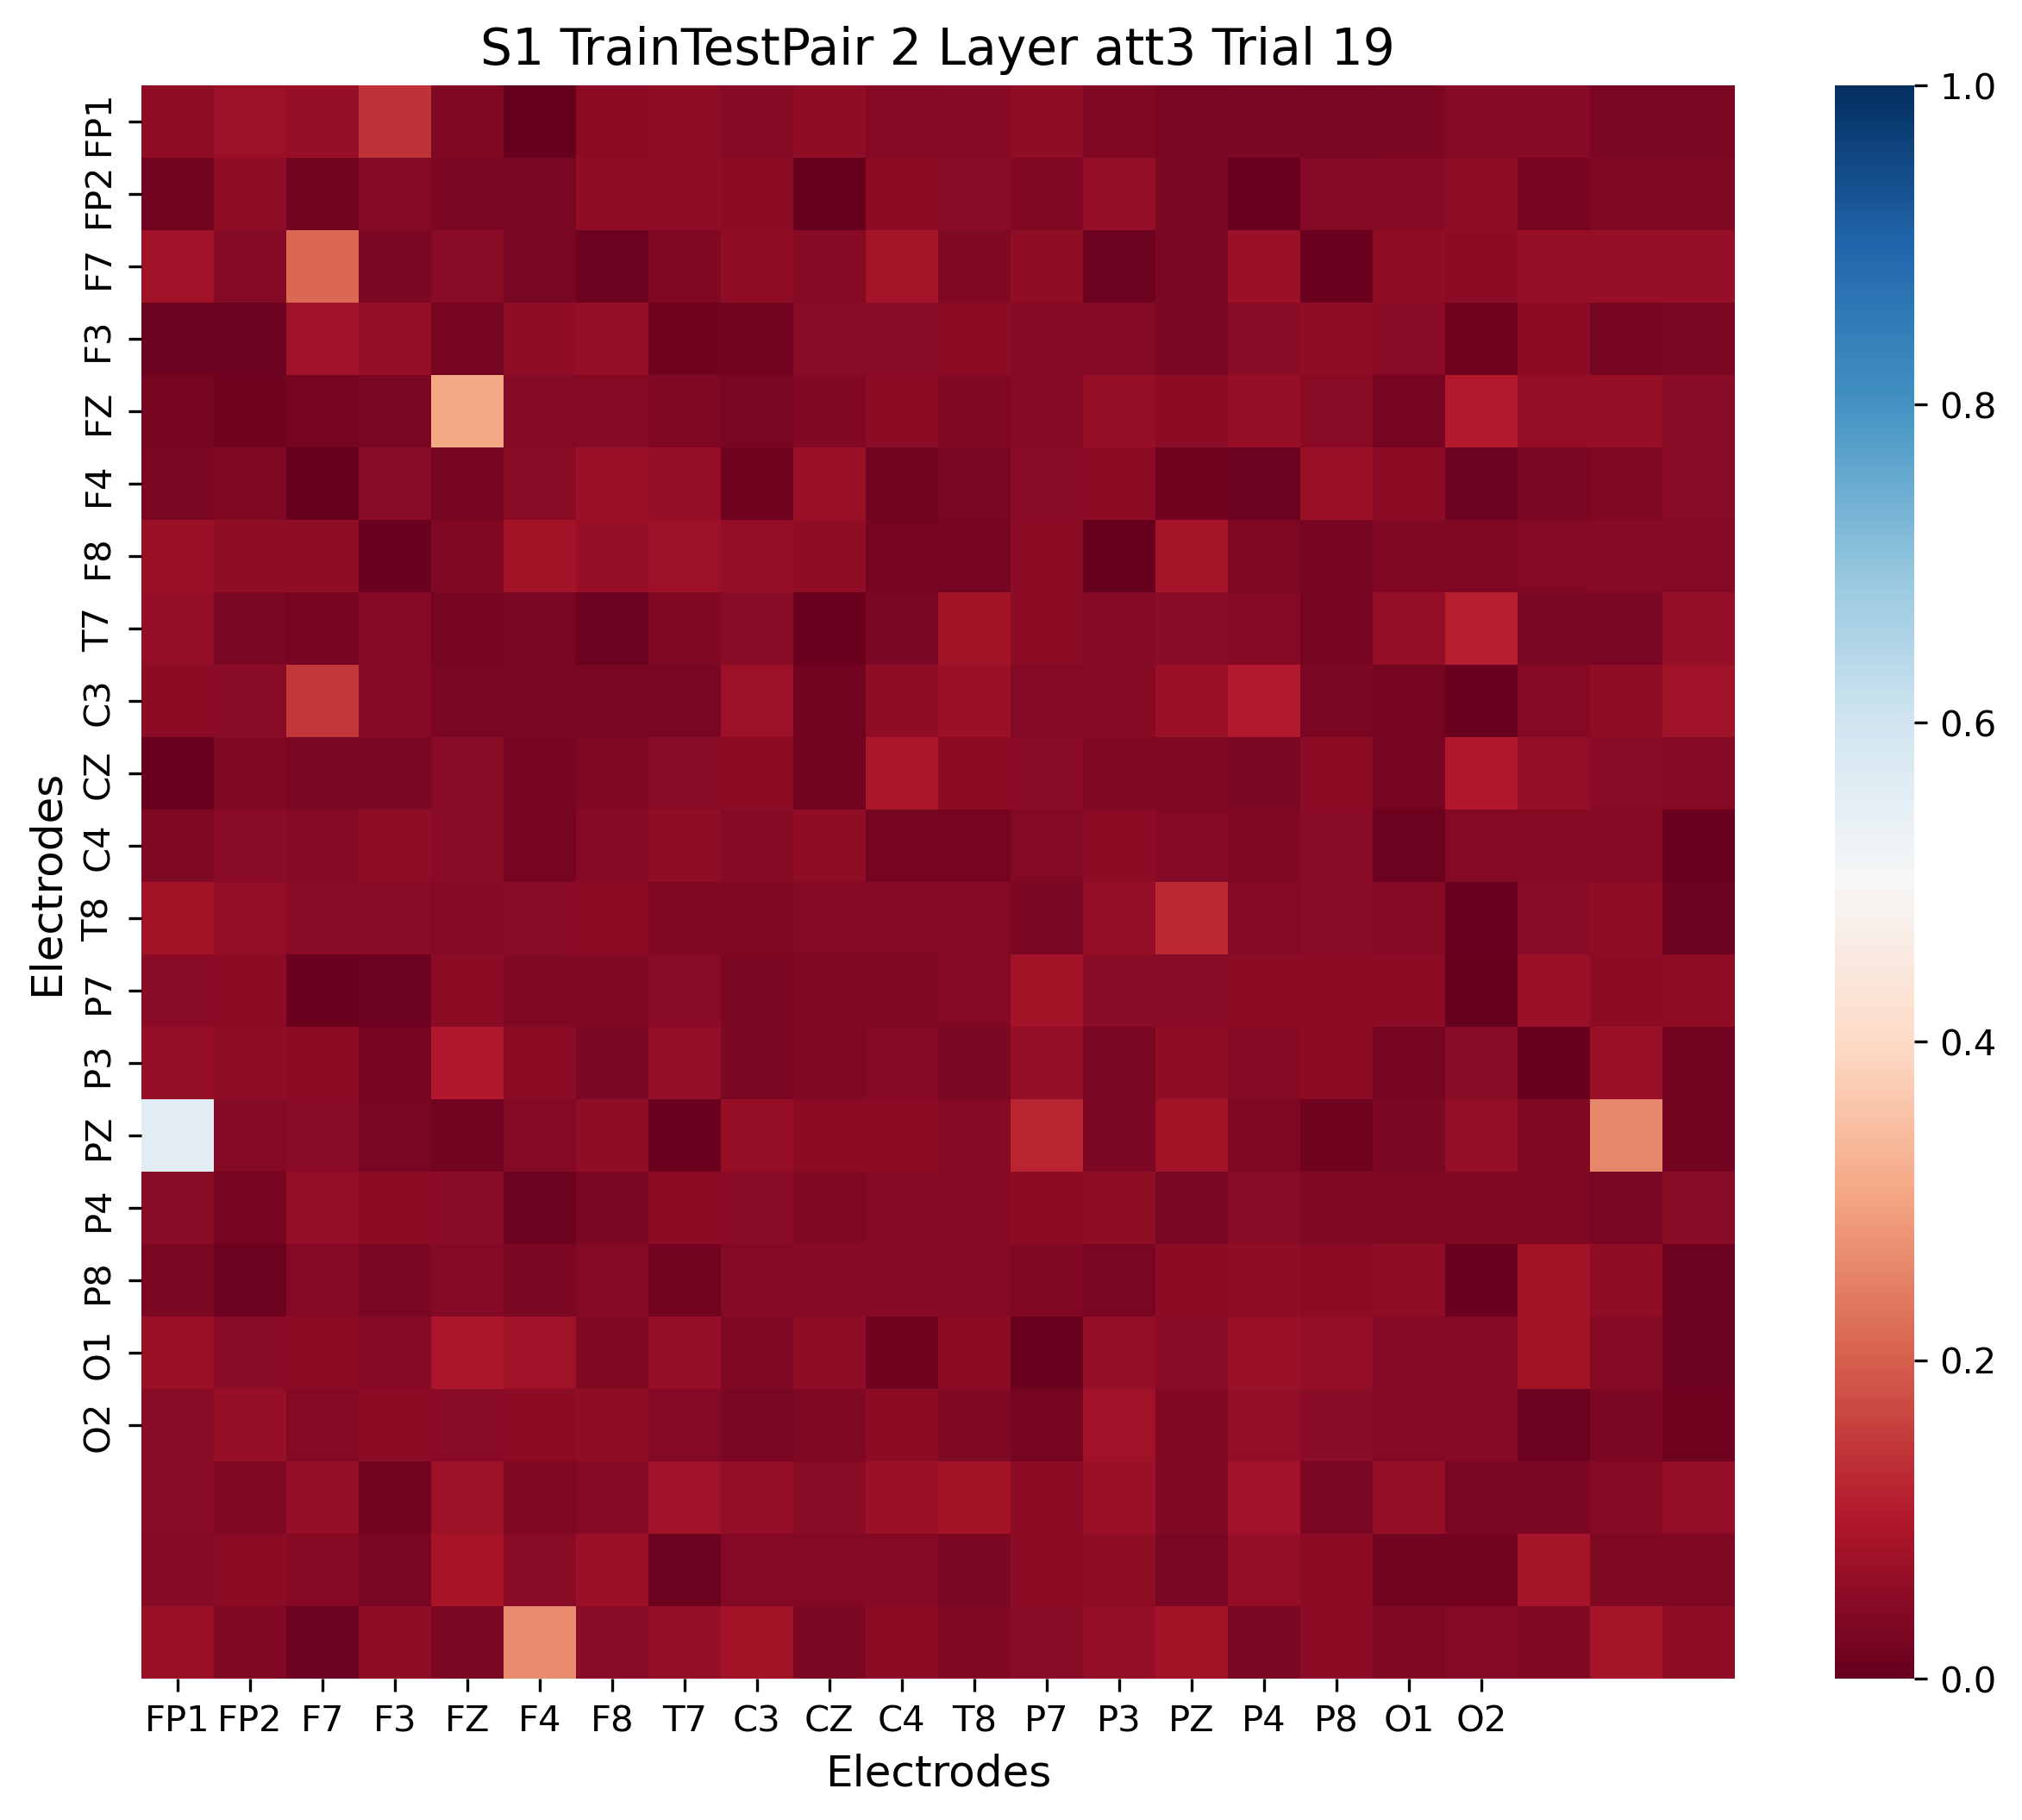 S1 TrainTestPair 2 Layer att3 Trial 19
Electrodes
FP1
FP2
F7
F3
FZ
F4
F8
T7
C3
CZ
C4
T8
P7
P3
PZ
P4
P8
O1
O2
FP1 FP2 F7 F3 FZ F4 F8 T7 C3 CZ C4 T8 P7 P3 PZ P4 P8 O1 O2
Electrodes
1.0
0.8
0.6
0.4
0.2
0.0